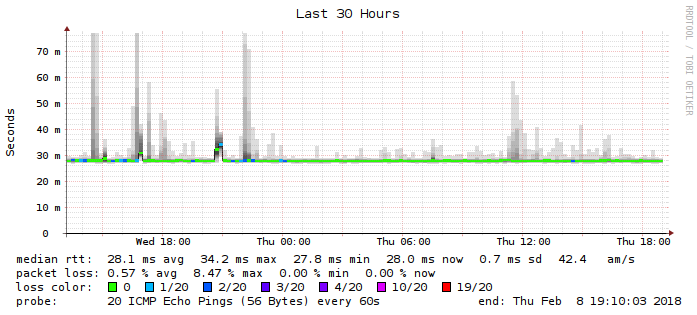 Last 30 Hours
RRDTOOL / TOBI OETIKER
Seconds
70 m
60 m
50 m
40 m
30 m
20 m
10 m
0
Wed 18:00 Thu 00:00 Thu 06:00 Thu 12:00 Thu 18:00
median rtt: 28.1 ms avg 34.2 ms max 27.8 ms min 28.0 ms now 0.7 ms sd 42.4 am/s
packet loss: 0.57 % avg 8.47 % max 0.00 % min 0.00 % now
loss color: 0 1/20 2/20 3/20 4/20 10/20 19/20
probe: 20 ICMP Echo Pings (56 Bytes) every 60s end: Thu Feb 8 19:10:03 2018